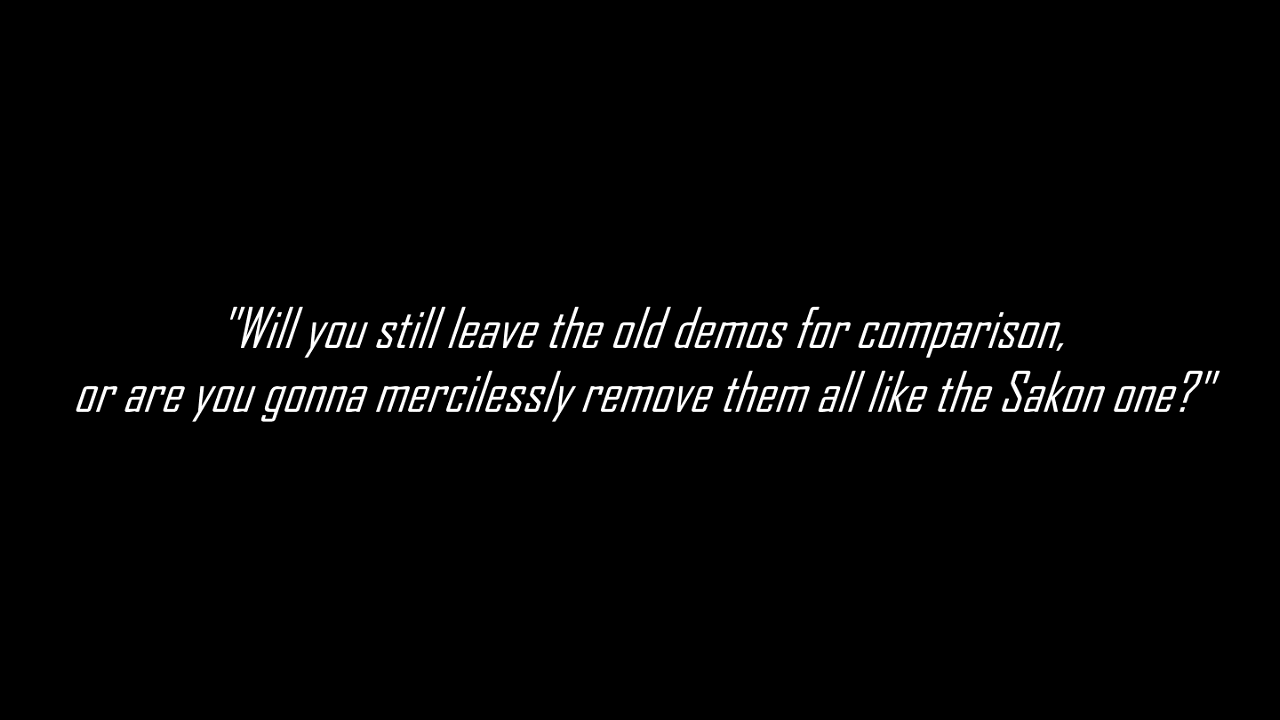 "Will you still leave the old demos for comparison,
or are you gonna mercilessly remove them all like the Sakon one?"